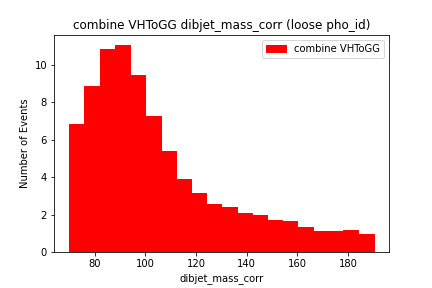 combine VHToGG dibjet_mass_corr (loose pho_id)
combine VHToGG
Number of Events
10
8
6
4
2
0
80 100 120 140 160 180
dibjet_mass_corr